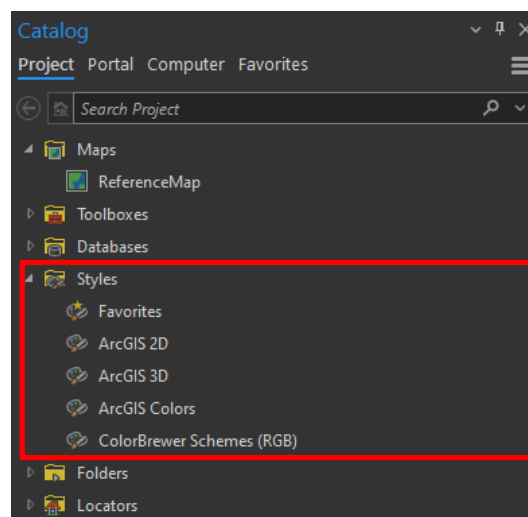 Catalog
Project Portal Computer Favorites
Search Project
Maps
ReferenceMap
Toolboxes
Databases
Styles
Favorites
ArcGIS 2D
ArcGIS 3D
ArcGIS Colors
ColorBrewer Schemes (RGB)
Folders
Locators